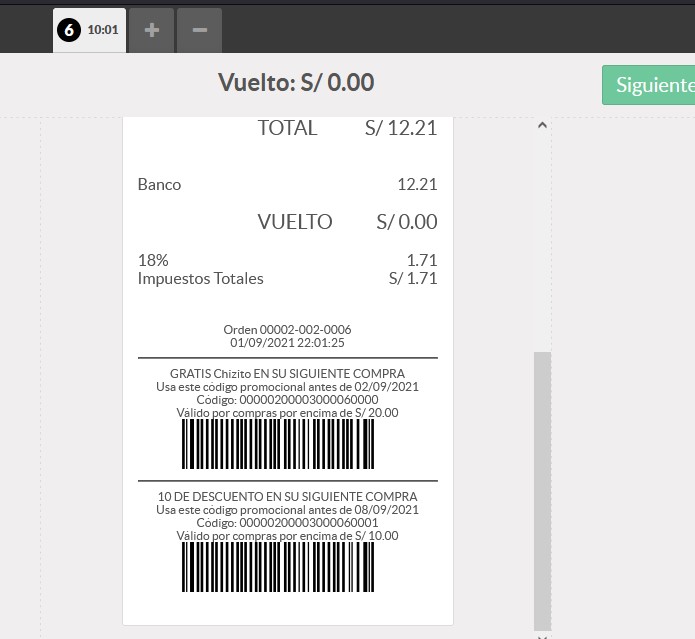 6 10:01 + −
Vuelto: S/ 0.00
Siguiente
TOTAL S/ 12.21
Banco 12.21
VUELTO S/ 0.00
18% 1.71
Impuestos Totales S/ 1.71
Orden 00002-002-0006
01/09/2021 22:01:25
GRATIS Chizito EN SU SIGUIENTE COMPRA
Usa este código promocional antes de 02/09/2021
Código: 00000200003000060000
Válido por compras por encima de S/ 20.00
10 DE DESCUENTO EN SU SIGUIENTE COMPRA
Usa este código promocional antes de 08/09/2021
Código: 00000200003000060001
Válido por compras por encima de S/ 10.00